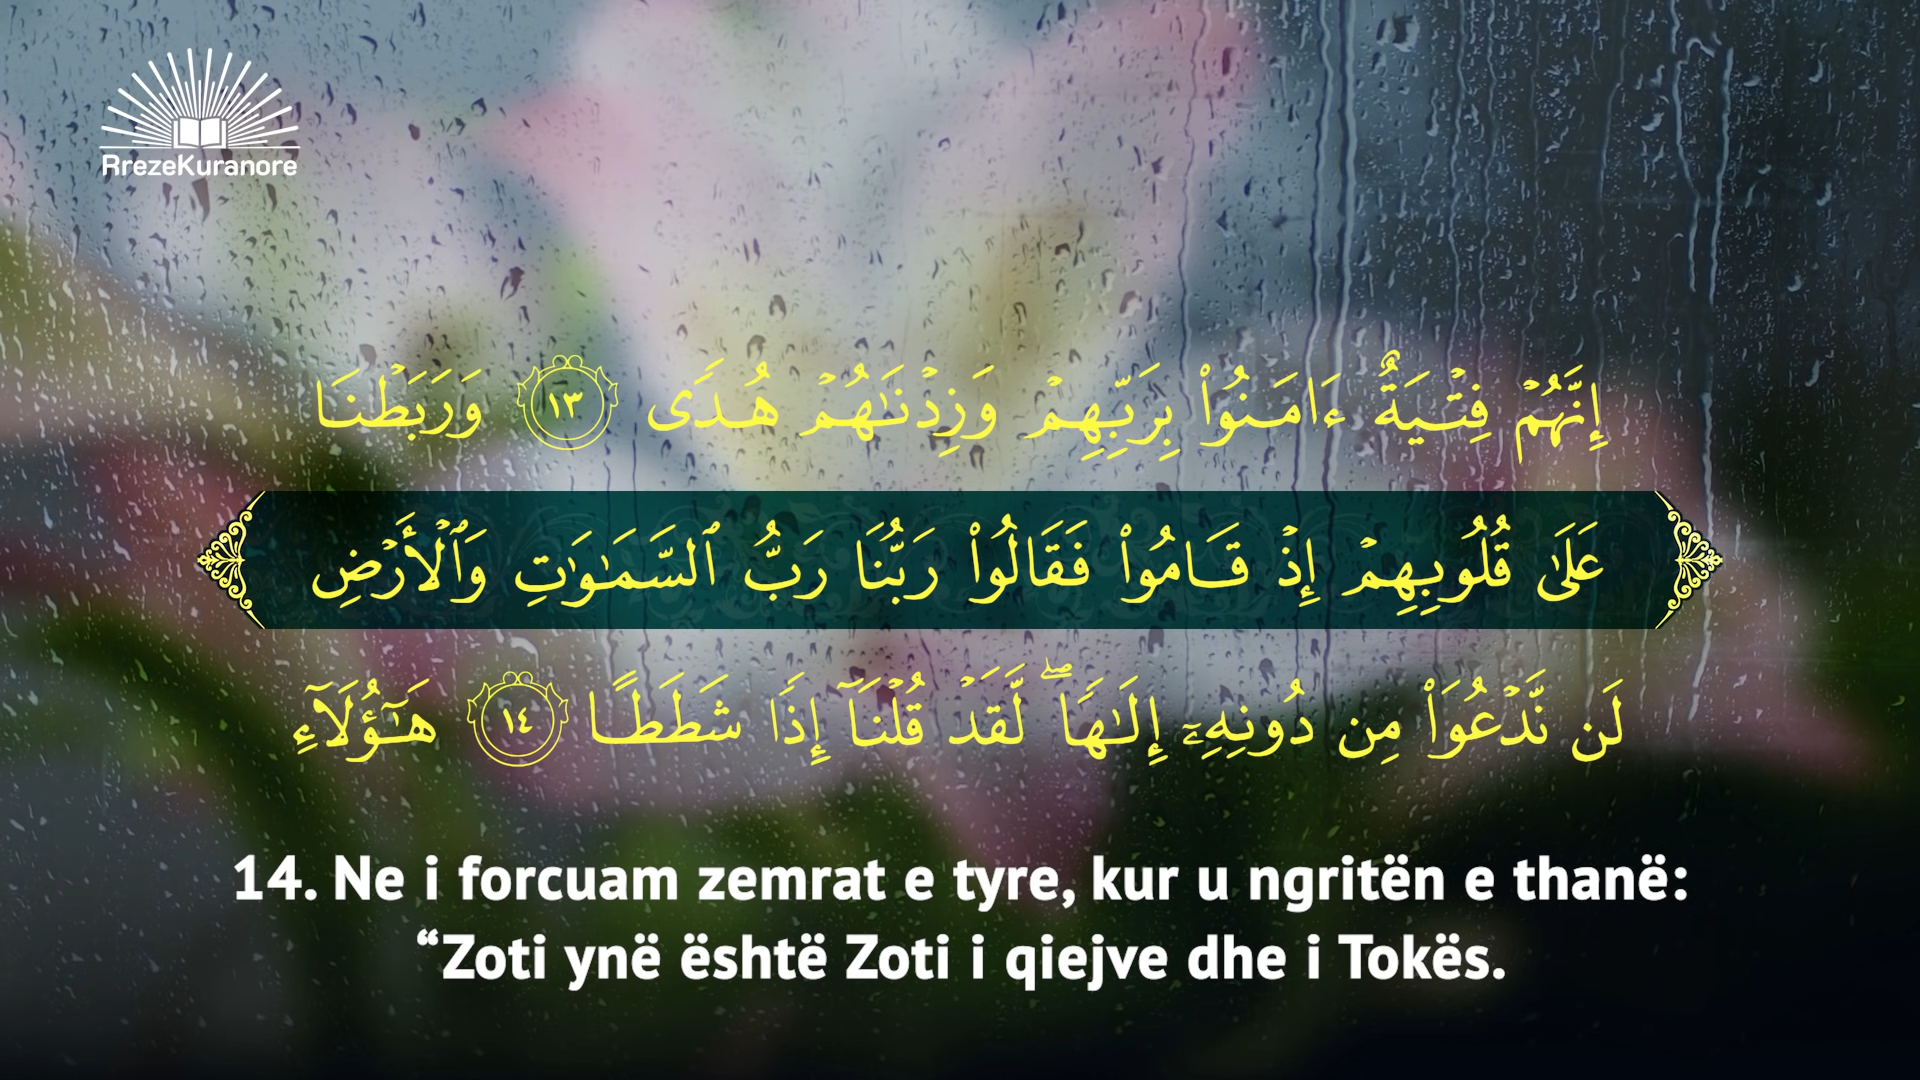 RrezeKuranore
إِنَّهُمْ فِتْيَةٌ ءَامَنُوا۟ بِرَبِّهِمْ وَزِدْنَـٰهُمْ هُدًى ١٣ وَرَبَطْنَا
عَلَىٰ قُلُوبِهِمْ إِذْ قَامُوا۟ فَقَالُوا۟ رَبُّنَا رَبُّ ٱلسَّمَـٰوَٰتِ وَٱلْأَرْضِ
لَن نَّدْعُوَا۟ مِن دُونِهِۦٓ إِلَـٰهًا ۖ لَّقَدْ قُلْنَآ إِذًا شَطَطًا ١٤ هَـٰٓؤُلَآءِ
14. Ne i forcuam zemrat e tyre, kur u ngritën e thanë:
“Zoti ynë është Zoti i qiejve dhe i Tokës.